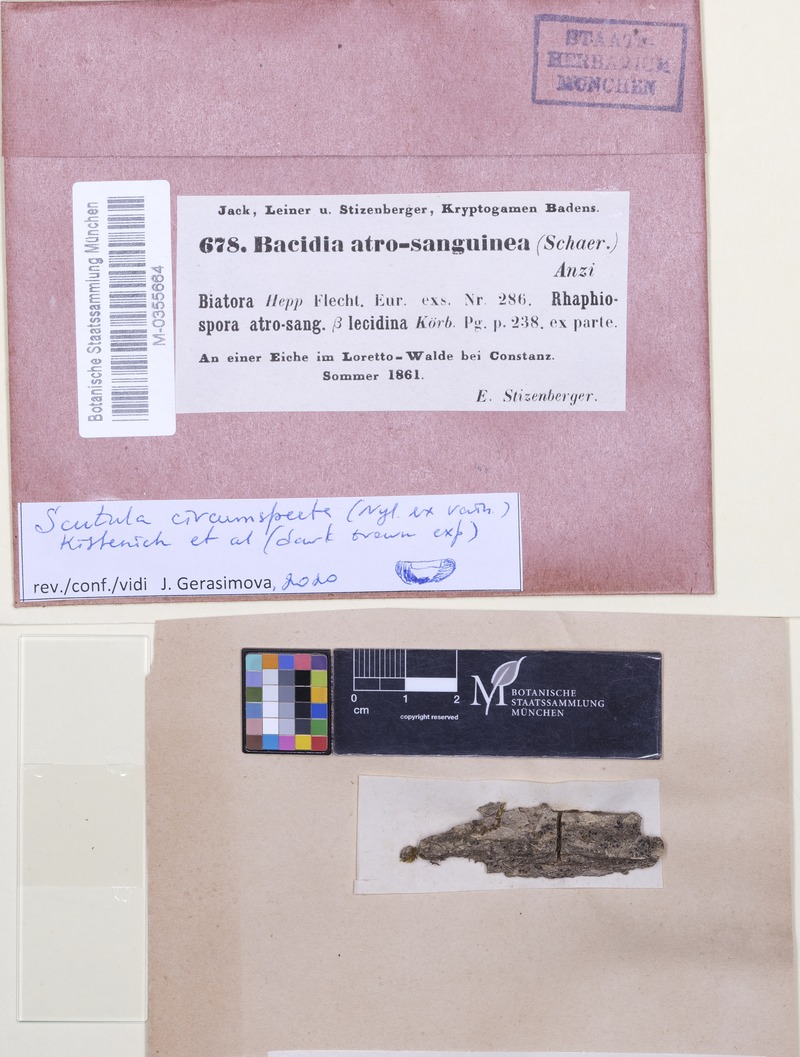 STAATS-
HERBARIUM
MÜNCHEN
Botanische Staatssammlung München
M-0355664
Jack, Leiner u. Stizenberger, Kryptogamen Badens.
678. Bacidia atro-sanguinea (Schaer.)
Anzi
Biatora Hepp Flecht. Eur. exs. Nr. 286. Rhaphio-
spora atro-sang. β lecidina Körb. Pg. p. 238. ex parte.
An einer Eiche im Loretto-Walde bei Constanz.
Sommer 1861.
E. Stizenberger.
Scutula circumspecta (Nyl. ex Vain.)
Kistenich et al (dark brown exp)
rev./conf./vidi J. Gerasimova, 2020
0 1 2
cm
copyright reserved
M
BOTANISCHE
STAATSSAMMLUNG
MÜNCHEN